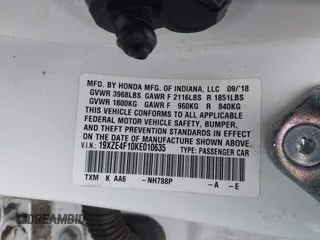 MFD. BY HONDA MFG. OF INDIANA, LLC 09/18
GVWR 3968LBS GAWR F 2116LBS R 1851LBS
GVWR 1800KG GAWR F 960KG R 840KG
THIS VEHICLE CONFORMS TO ALL APPLICABLE
FEDERAL MOTOR VEHICLE SAFETY, BUMPER,
AND THEFT PREVENTION STANDARDS IN EFFECT
ON THE DATE OF MANUFACTURE SHOWN ABOVE.
V.I.N.: 19XZE4F10KE010635 TYPE: PASSENGER CAR
TXM K AA6 -NH788P -A -E